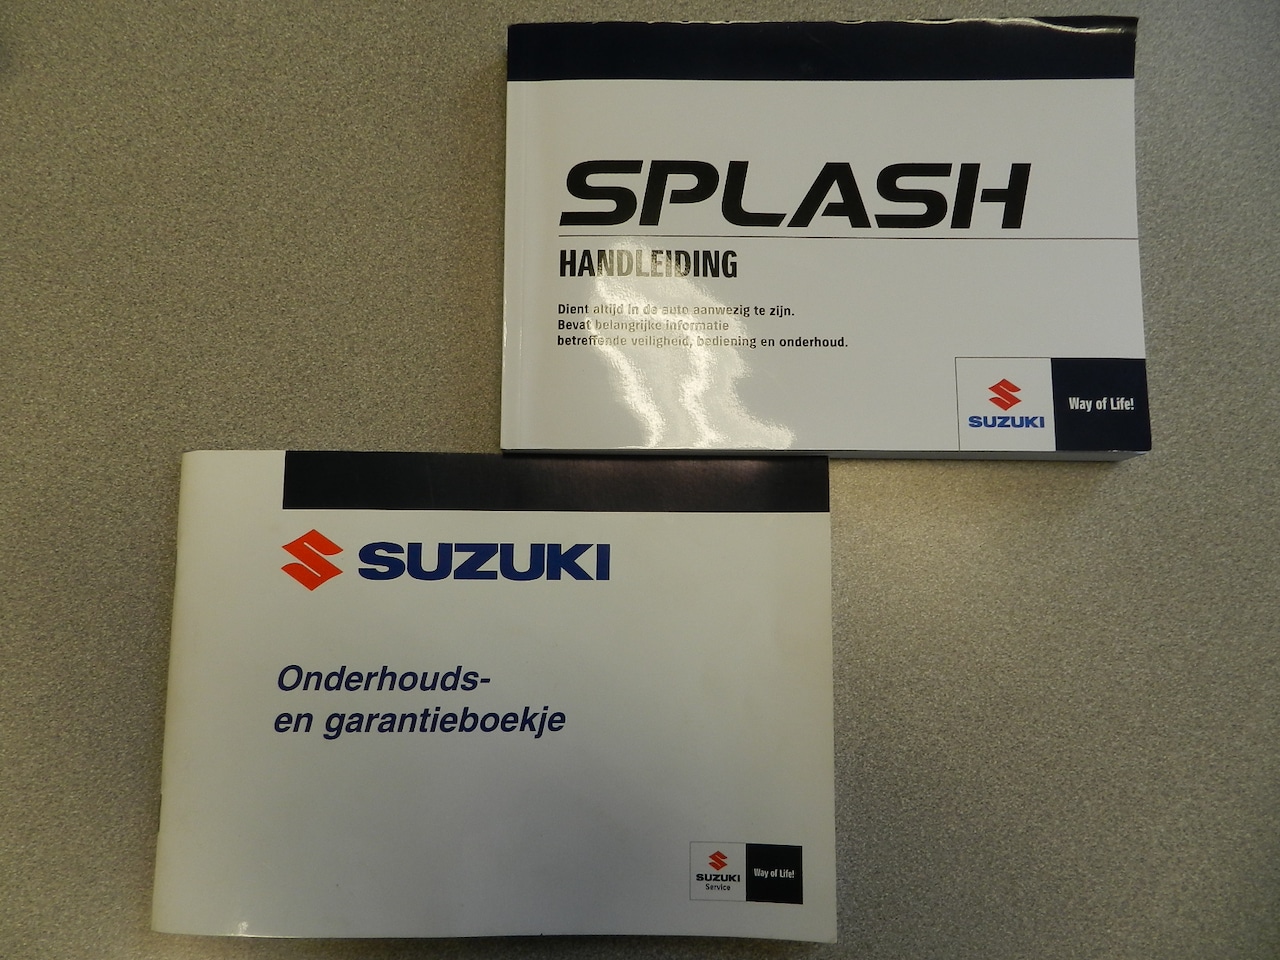 SPLASH
HANDLEIDING
Dient altijd in de auto aanwezig te zijn.
Bevat belangrijke informatie
betreffende veiligheid, bediening en onderhoud.
SUZUKI
Way of Life!
SUZUKI
Onderhouds-
en garantieboekje
SUZUKI
Service
Way of Life!